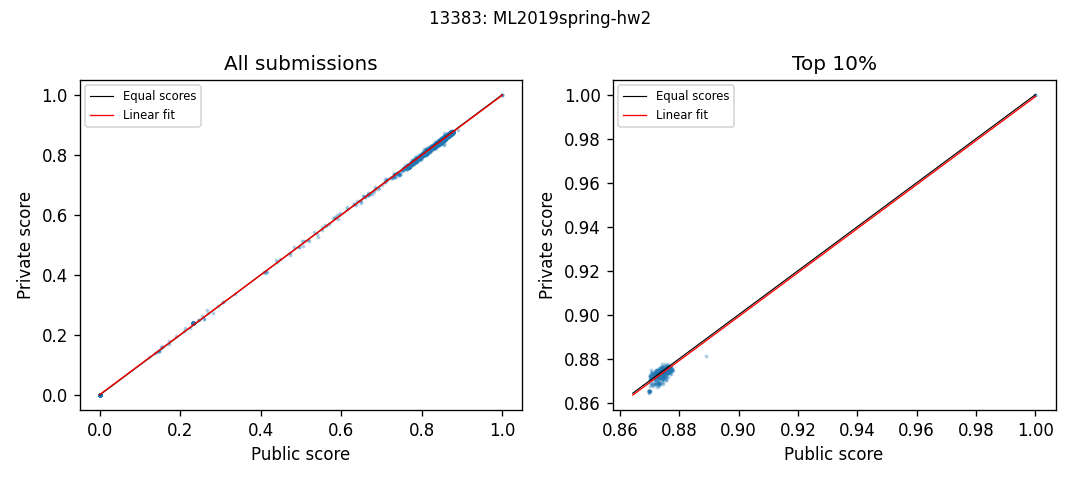 13383: ML2019spring-hw2
All submissions
Equal scores
Linear fit
Private score
1.0
0.8
0.6
0.4
0.2
0.0
0.0 0.2 0.4 0.6 0.8 1.0
Public score
Top 10%
Equal scores
Linear fit
Private score
1.00
0.98
0.96
0.94
0.92
0.90
0.88
0.86
0.86 0.88 0.90 0.92 0.94 0.96 0.98 1.00
Public score